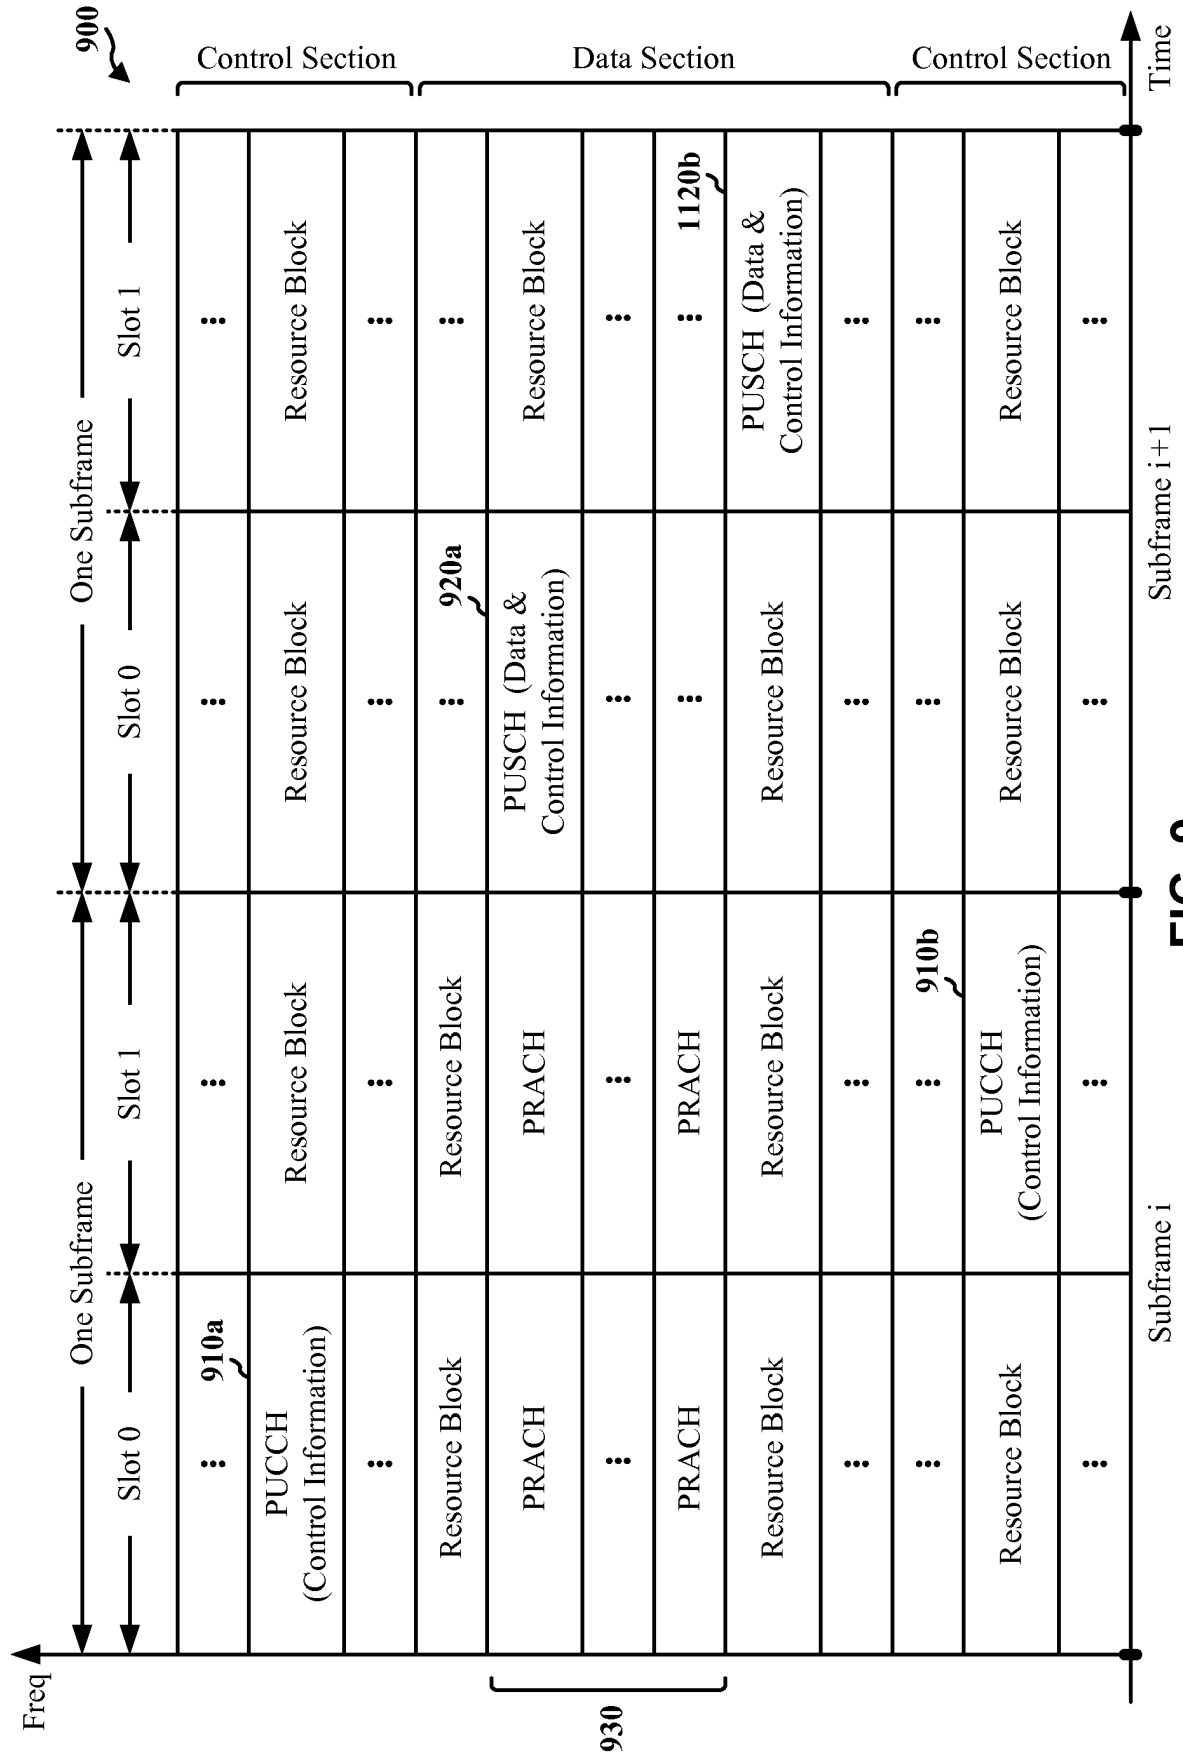 900
Freq
One Subframe
One Subframe
Slot 0
Slot 1
Slot 0
Slot 1
... 910a ... ... ...
PUCCH
(Control Information)
Resource Block
Resource Block
Resource Block
... ... ... ...
Control Section
Resource Block
Resource Block
... 920a
...
PRACH
PRACH
PUSCH (Data &
Control Information)
Resource Block
... ... ... ...
PRACH
PRACH
...
... 1120b
Resource Block
Resource Block
Resource Block
PUSCH (Data &
Control Information)
... ... ... ...
Data Section
930
... ... 910b ... ...
Resource Block
PUCCH
(Control Information)
Resource Block
Resource Block
... ... ... ...
Control Section
Subframe i
Subframe i+1
Time
FIG.